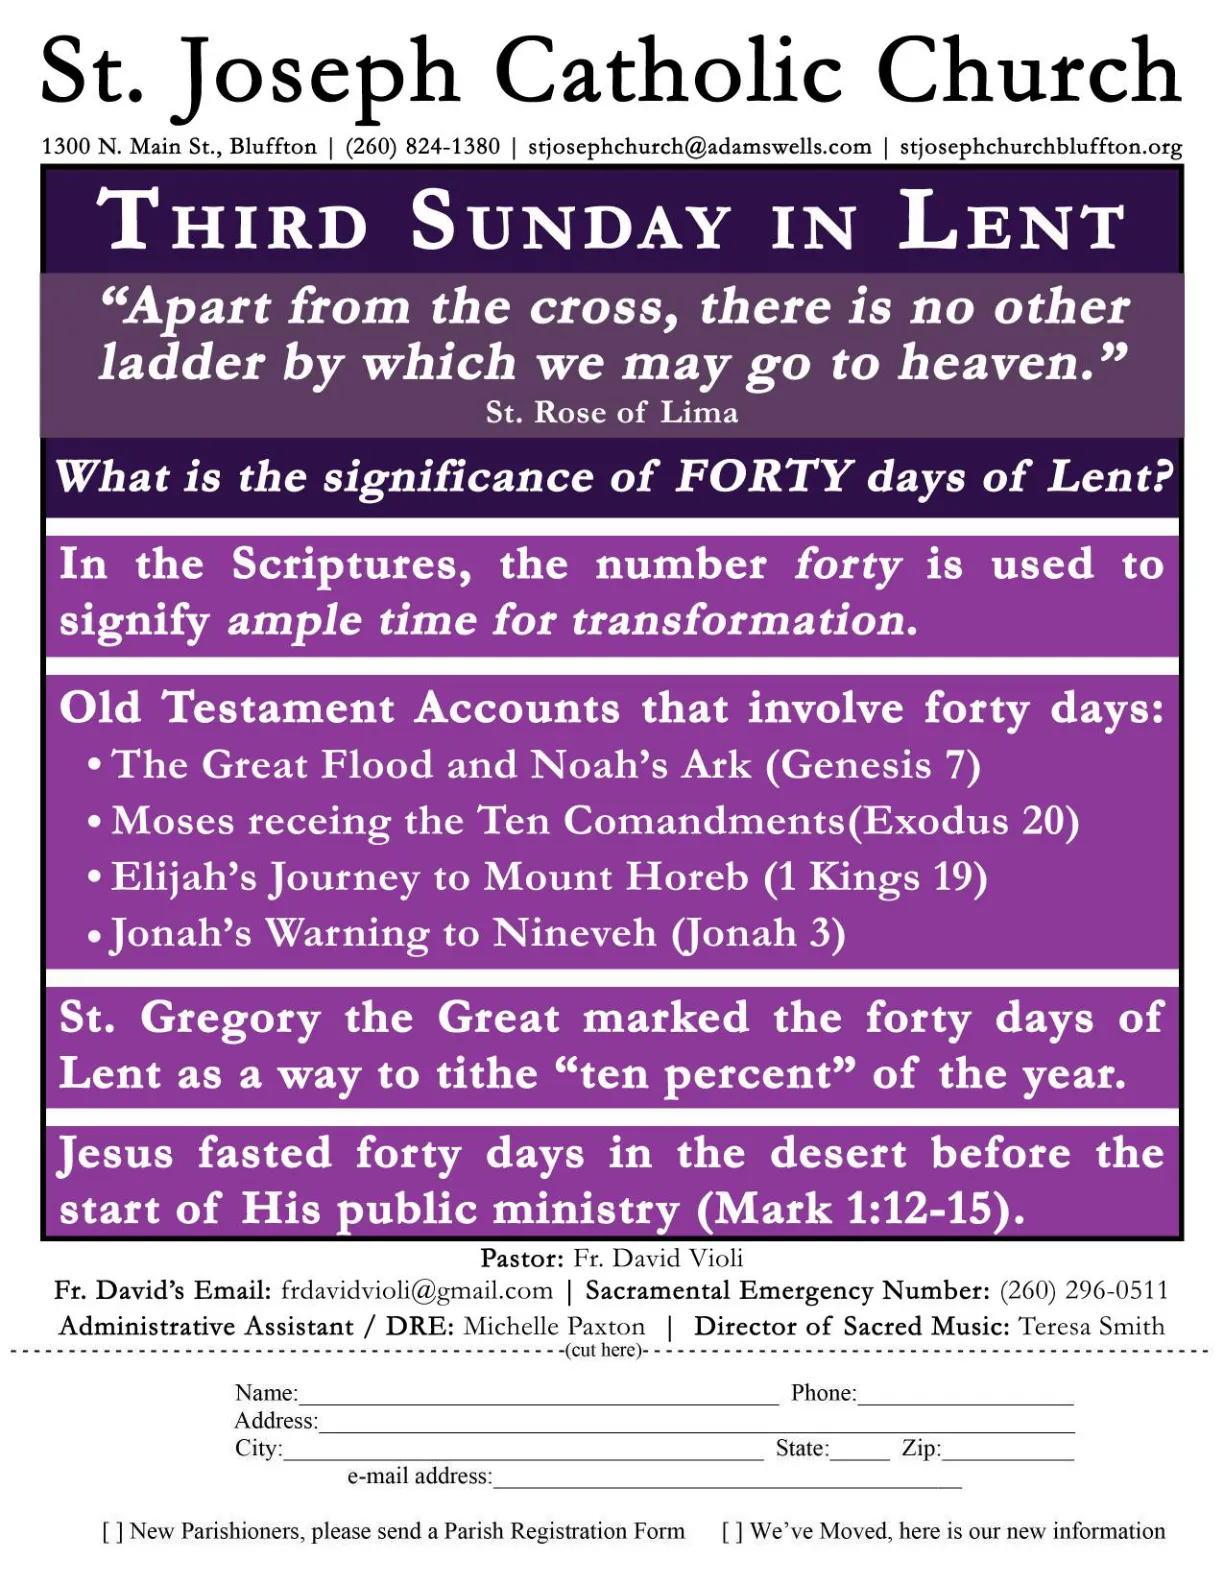 St. Joseph Catholic Church
1300 N. Main St., Bluffton | (260) 824-1380 | stjosephchurch@adamswells.com | stjosephchurchbluffton.org
Third Sunday in Lent
“Apart from the cross, there is no other
ladder by which we may go to heaven.”
St. Rose of Lima
What is the significance of FORTY days of Lent?
In the Scriptures, the number forty is used to
signify ample time for transformation.
Old Testament Accounts that involve forty days:
• The Great Flood and Noah’s Ark (Genesis 7)
• Moses receing the Ten Comandments(Exodus 20)
• Elijah’s Journey to Mount Horeb (1 Kings 19)
• Jonah’s Warning to Nineveh (Jonah 3)
St. Gregory the Great marked the forty days of
Lent as a way to tithe “ten percent” of the year.
Jesus fasted forty days in the desert before the
start of His public ministry (Mark 1:12-15).
Pastor: Fr. David Violi
Fr. David’s Email: frdavidvioli@gmail.com | Sacramental Emergency Number: (260) 296-0511
Administrative Assistant / DRE: Michelle Paxton | Director of Sacred Music: Teresa Smith
(cut here)
Name: Phone:
Address:
City: State: Zip:
e-mail address:
[ ] New Parishioners, please send a Parish Registration Form [ ] We’ve Moved, here is our new information